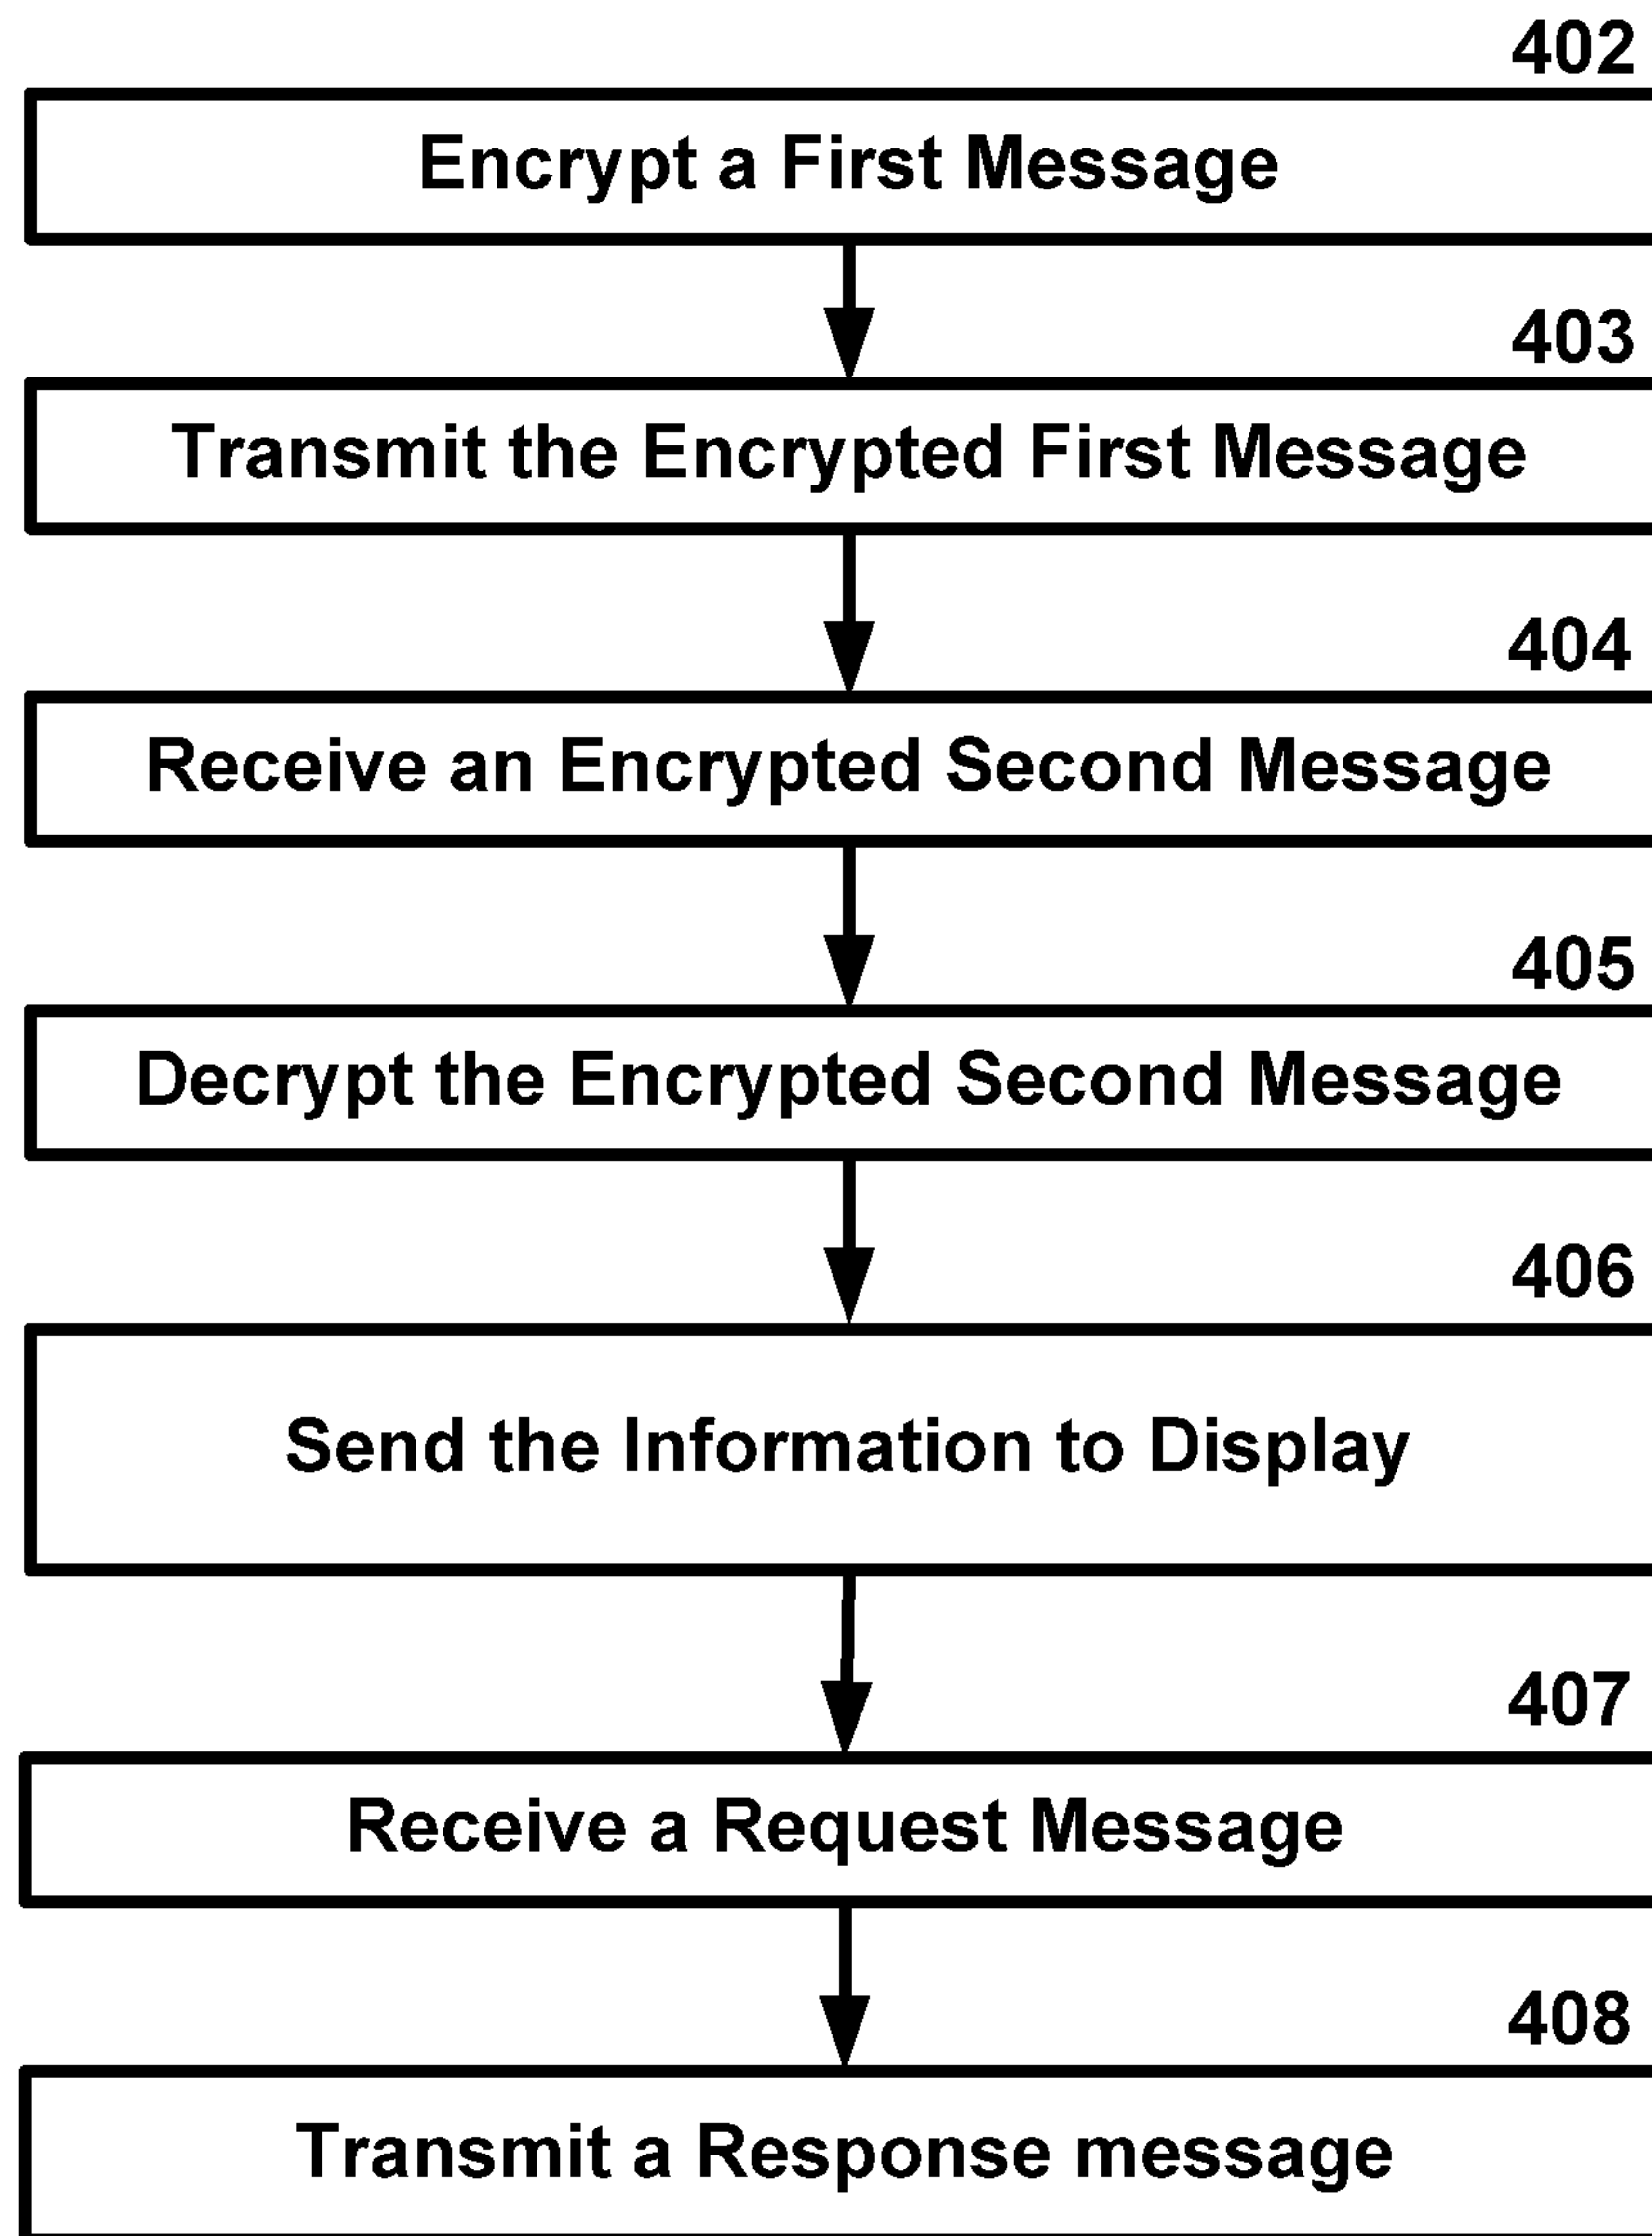 402
Encrypt a First Message
403
Transmit the Encrypted First Message
404
Receive an Encrypted Second Message
405
Decrypt the Encrypted Second Message
406
Send the Information to Display
407
Receive a Request Message
408
Transmit a Response message